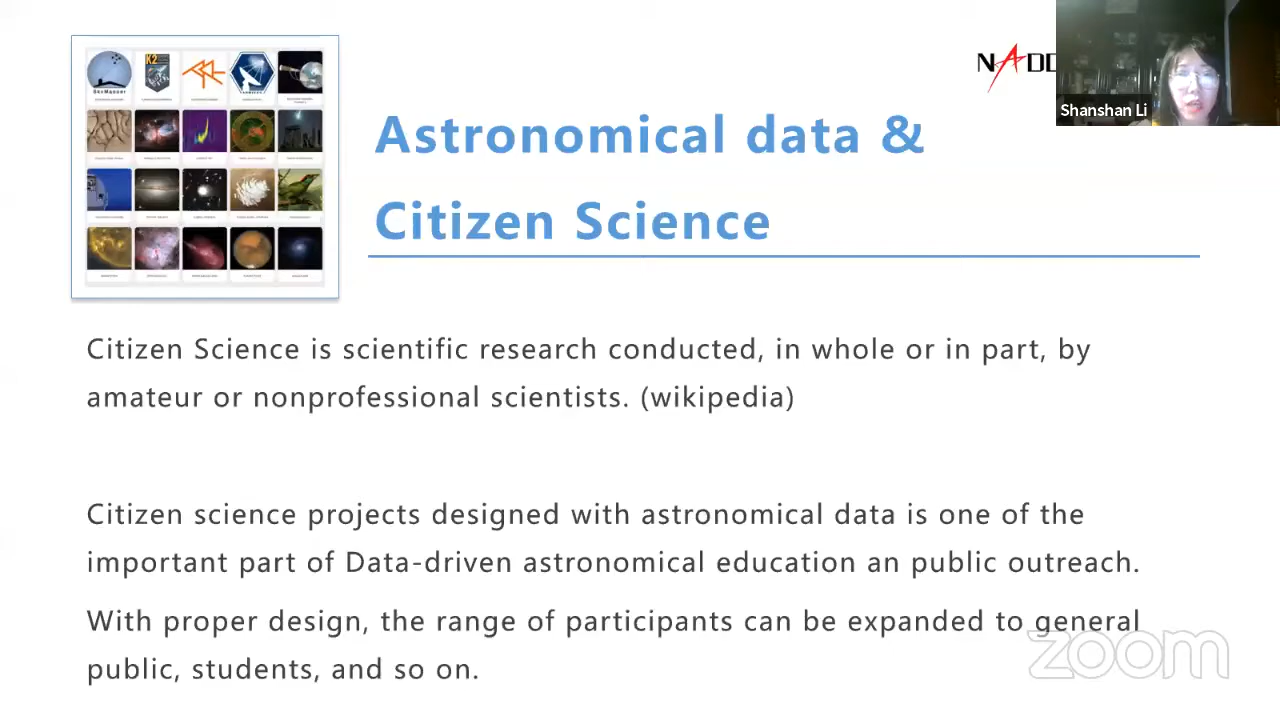 K2
SkyMapper
NADC
Shanshan Li
Astronomical data &
Citizen Science
Citizen Science is scientific research conducted, in whole or in part, by
amateur or nonprofessional scientists. (wikipedia)
Citizen science projects designed with astronomical data is one of the
important part of Data-driven astronomical education an public outreach.
With proper design, the range of participants can be expanded to general
public, students, and so on.
zoom